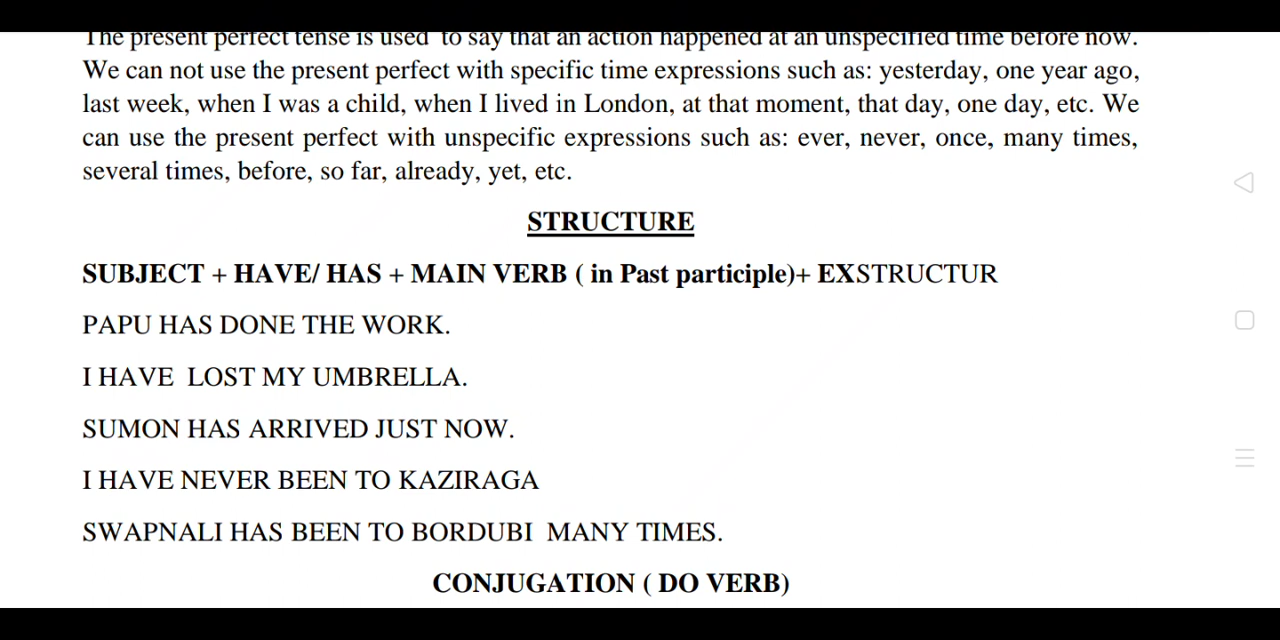 The present perfect tense is used to say that an action happened at an unspecified time before now.
We can not use the present perfect with specific time expressions such as: yesterday, one year ago,
last week, when I was a child, when I lived in London, at that moment, that day, one day, etc. We
can use the present perfect with unspecific expressions such as: ever, never, once, many times,
several times, before, so far, already, yet, etc.
STRUCTURE
SUBJECT + HAVE/ HAS + MAIN VERB ( in Past participle)+ EXSTRUCTUR
PAPU HAS DONE THE WORK.
I HAVE LOST MY UMBRELLA.
SUMON HAS ARRIVED JUST NOW.
I HAVE NEVER BEEN TO KAZIRAGA
SWAPNALI HAS BEEN TO BORDUBI MANY TIMES.
CONJUGATION ( DO VERB)